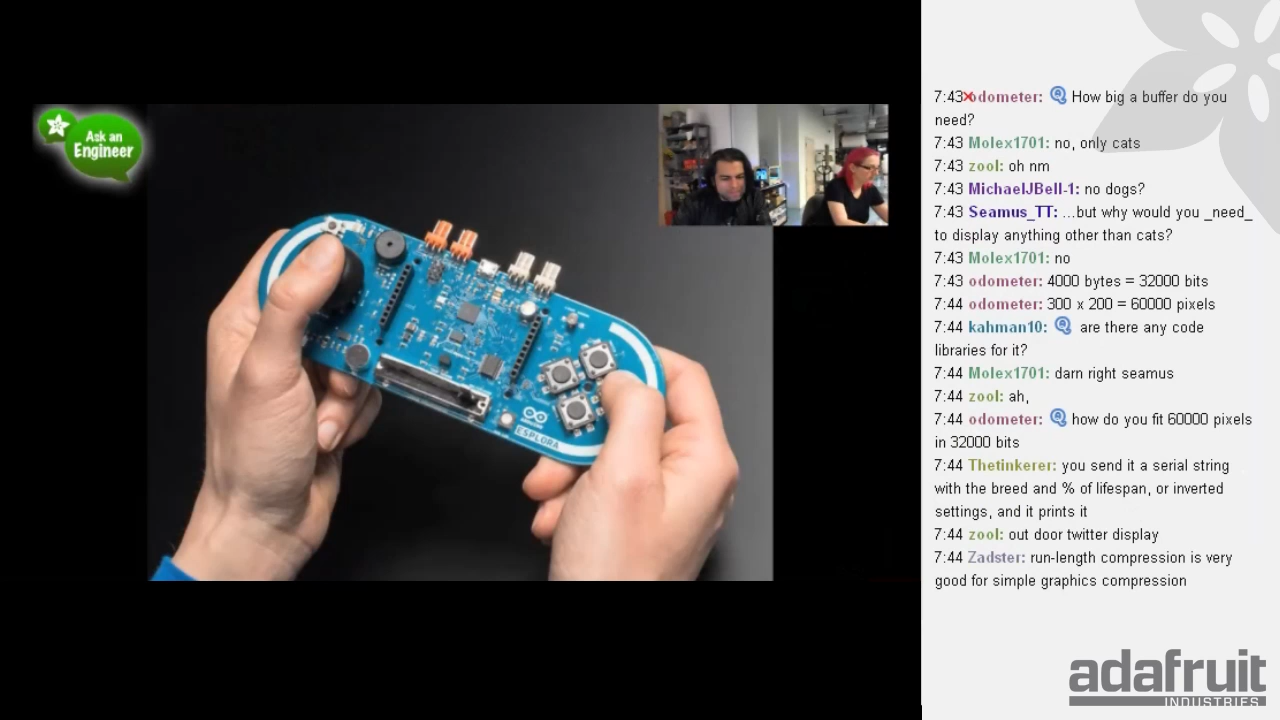 Ask an
Engineer
ESPLORA
7:43 odometer: How big a buffer do you
need?
7:43 Molex1701: no, only cats
7:43 zool: oh nm
7:43 MichaelJBell-1: no dogs?
7:43 Seamus_TT: ...but why would you _need_
to display anything other than cats?
7:43 Molex1701: no
7:43 odometer: 4000 bytes = 32000 bits
7:44 odometer: 300 x 200 = 60000 pixels
7:44 kahman10: are there any code
libraries for it?
7:44 Molex1701: darn right seamus
7:44 zool: ah,
7:44 odometer: how do you fit 60000 pixels
in 32000 bits
7:44 Thetinkerer: you send it a serial string
with the breed and % of lifespan, or inverted
settings, and it prints it
7:44 zool: out door twitter display
7:44 Zadster: run-length compression is very
good for simple graphics compression
adafruit
INDUSTRIES